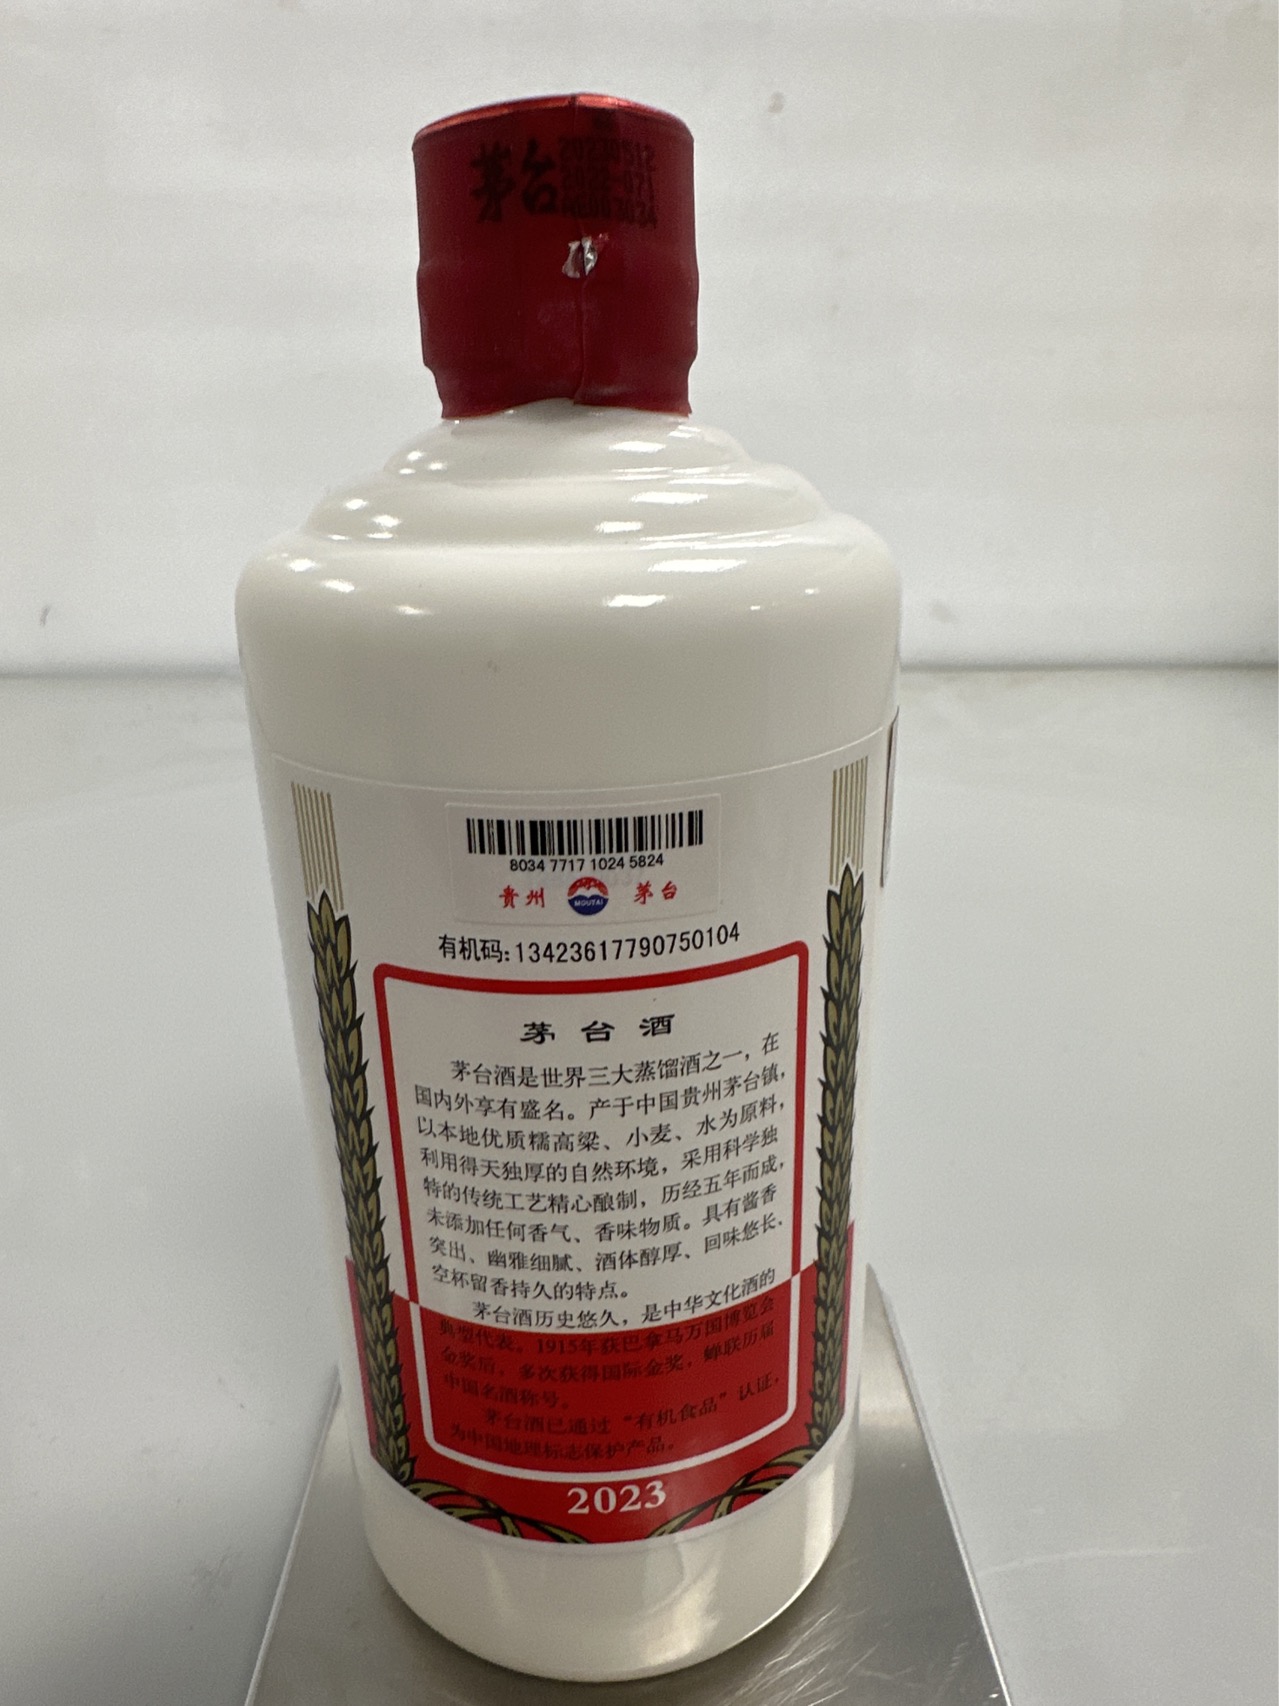 茅台
20230512
2022-021
8034 7717 1024 5824
贵州 MOUTAI 茅台
有机码:13423617790750104
茅台酒
茅台酒是世界三大蒸馏酒之一，在
国内外享有盛名。产于中国贵州茅台镇，
以本地优质糯高粱、小麦、水为原料，
利用得天独厚的自然环境，采用科学独
特的传统工艺精心酿制，历经五年而成，
未添加任何香气、香味物质。具有酱香
突出、幽雅细腻、酒体醇厚、回味悠长、
空杯留香持久的特点。
茅台酒历史悠久，是中华文化酒的
典型代表。1915年获巴拿马万国博览会
金奖后，多次获得国际金奖，蝉联历届
中国名酒称号。
茅台酒已通过“有机食品”认证，
为中国地理标志保护产品。
2023